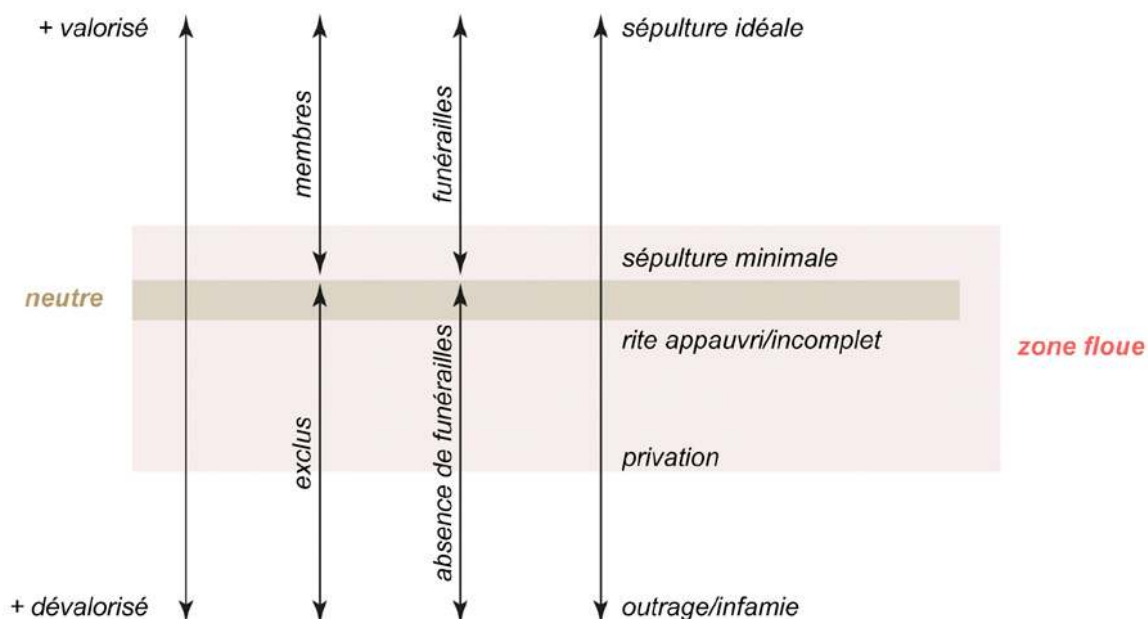 + valorisé
sépulture idéale
membres
funérailles
sépulture minimale
neutre
rite appauvri/incomplet
zone floue
exclus
absence de funérailles
privation
+ dévalorisé
outrage/infamie